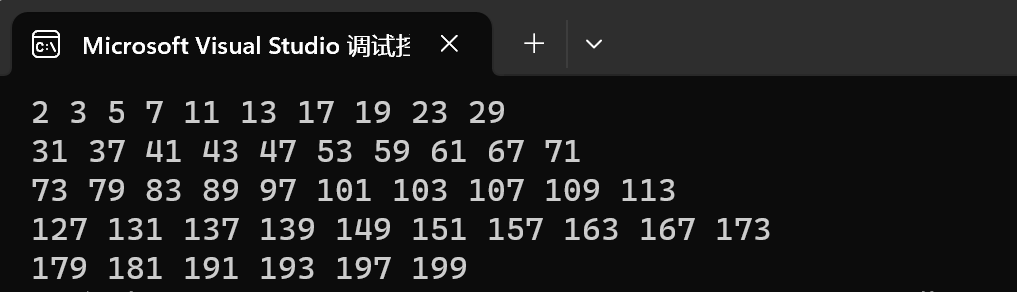 Microsoft Visual Studio 调试
2 3 5 7 11 13 17 19 23 29
31 37 41 43 47 53 59 61 67 71
73 79 83 89 97 101 103 107 109 113
127 131 137 139 149 151 157 163 167 173
179 181 191 193 197 199